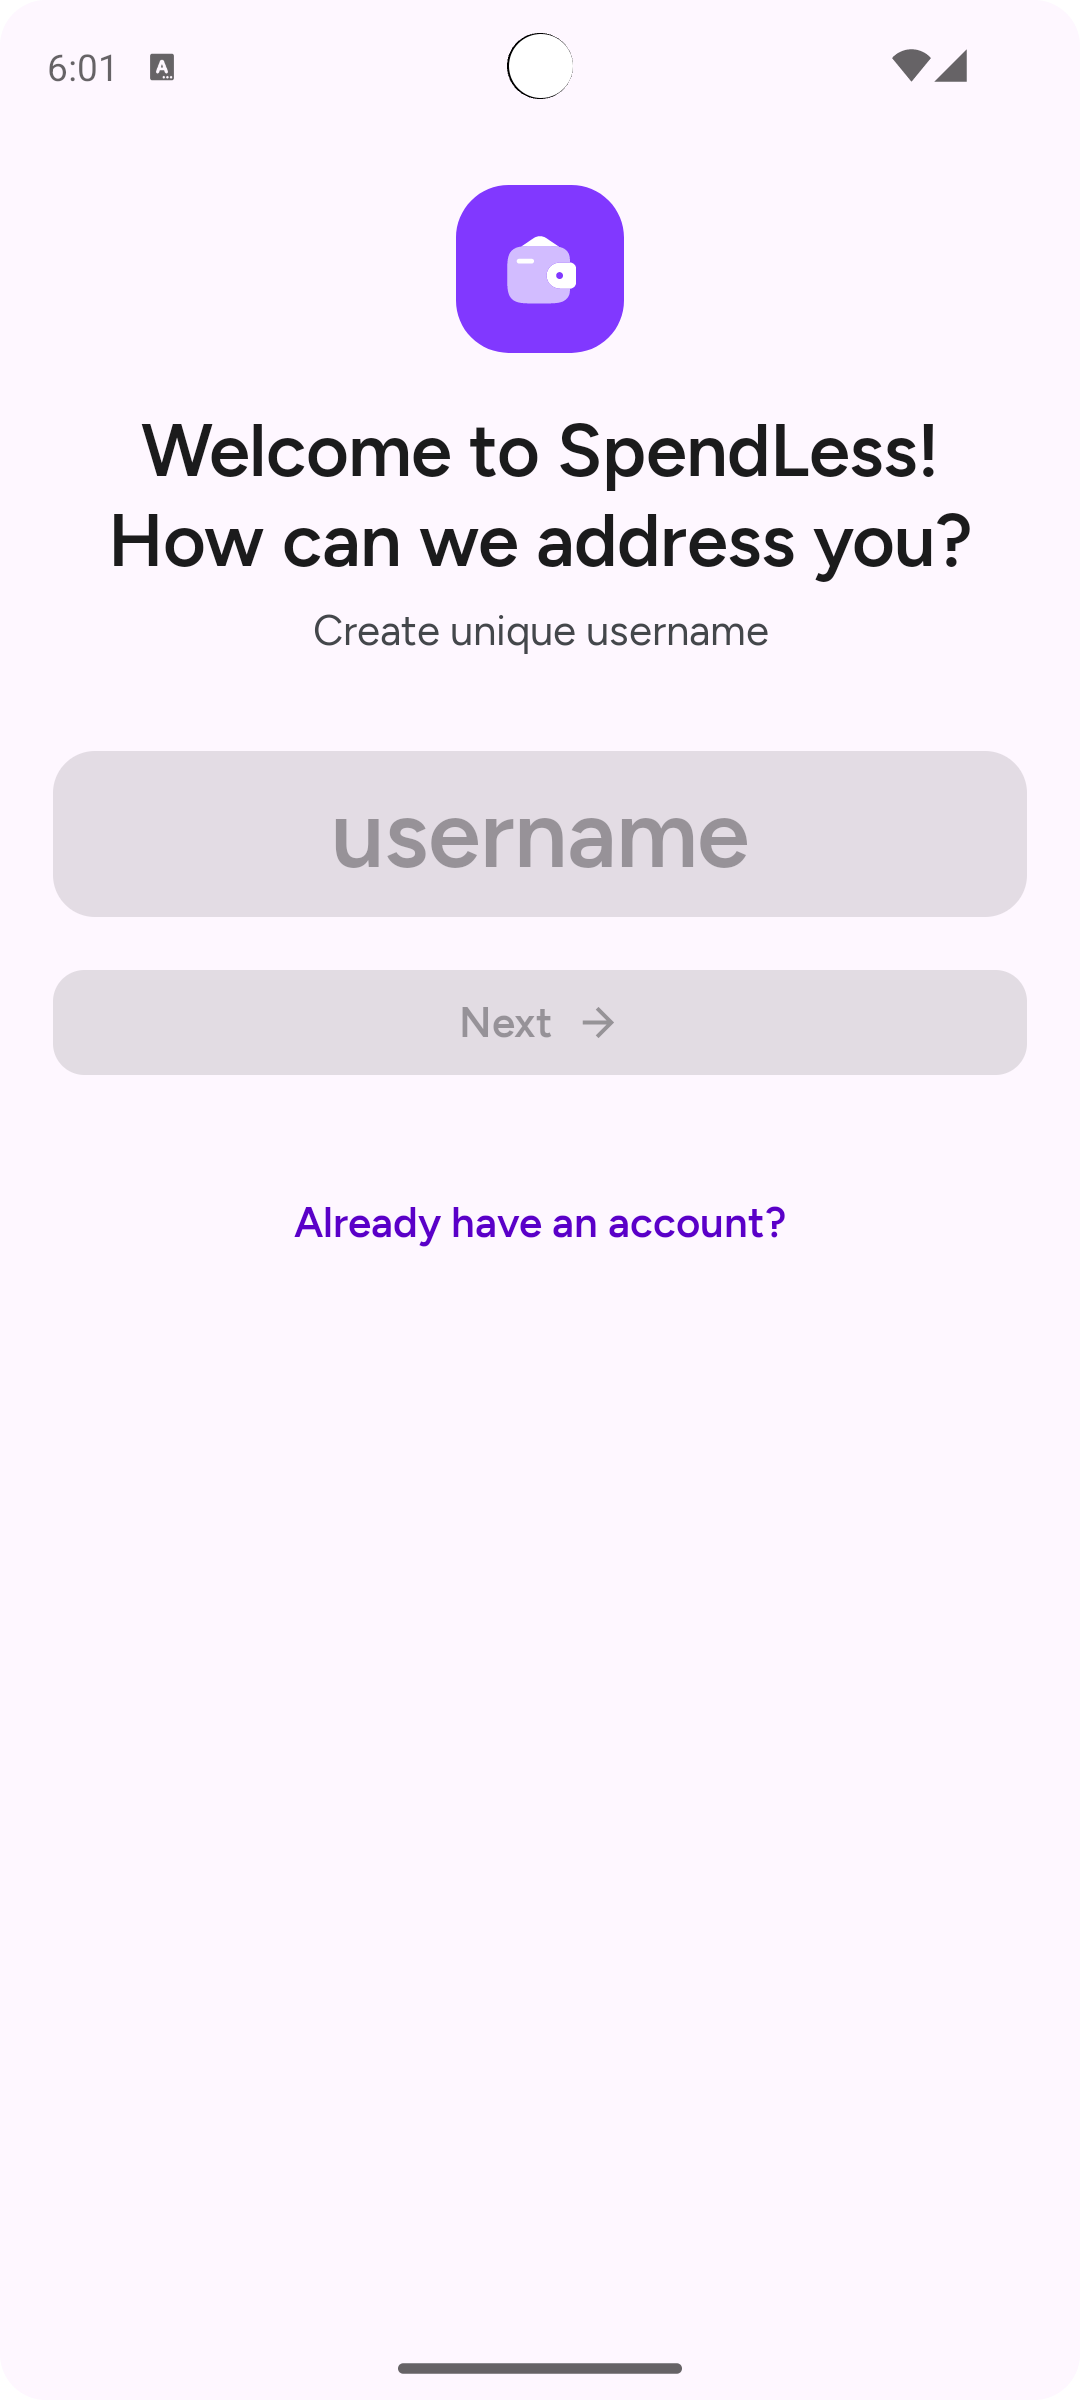 6:01
Welcome to SpendLess!
How can we address you?
Create unique username
username
Next
Already have an account?